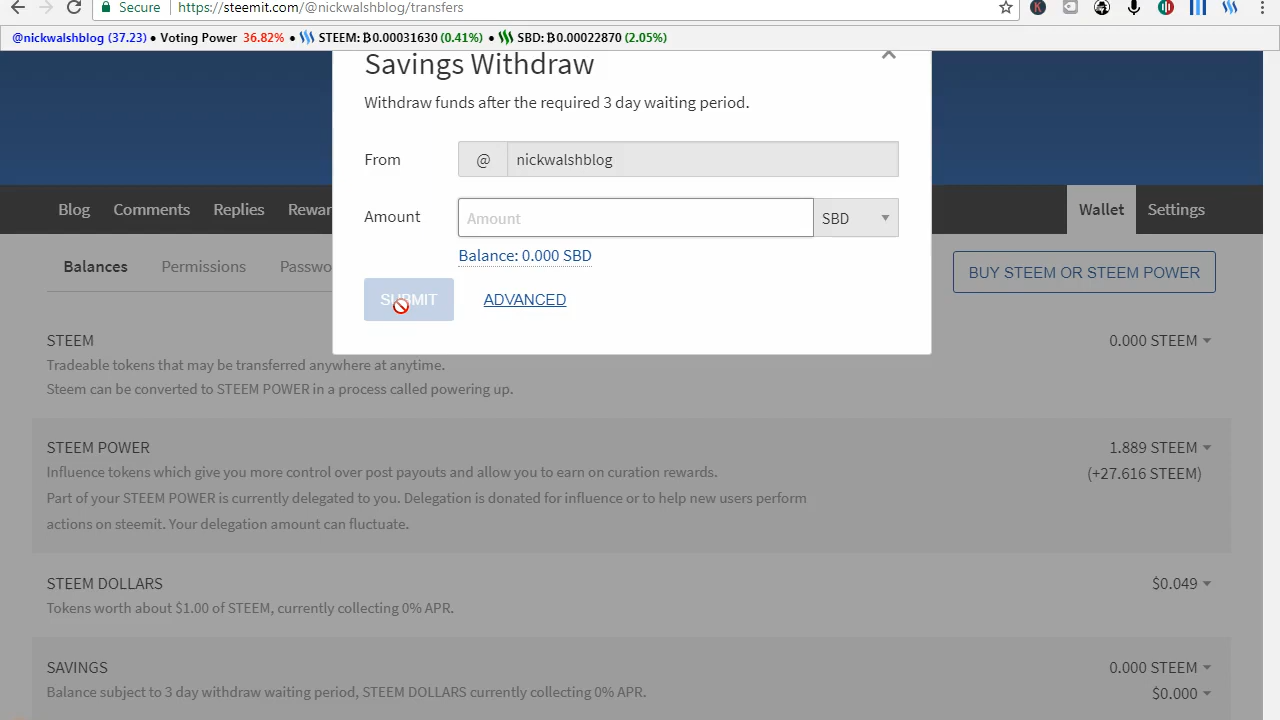 Secure
https://steemit.com/@nickwalshblog/transfers
@nickwalshblog (37.23) • Voting Power 36.82% • STEEM: Ƀ0.00031630 (0.41%) • SBD: Ƀ0.00022870 (2.05%)
Savings Withdraw
Withdraw funds after the required 3 day waiting period.
From @ nickwalshblog
Amount Amount SBD
Balance: 0.000 SBD
SUBMIT ADVANCED
Blog Comments Replies Rewar Wallet Settings
Balances Permissions Passwo
BUY STEEM OR STEEM POWER
STEEM 0.000 STEEM
Tradeable tokens that may be transferred anywhere at anytime.
Steem can be converted to STEEM POWER in a process called powering up.
STEEM POWER 1.889 STEEM
Influence tokens which give you more control over post payouts and allow you to earn on curation rewards. (+27.616 STEEM)
Part of your STEEM POWER is currently delegated to you. Delegation is donated for influence or to help new users perform
actions on steemit. Your delegation amount can fluctuate.
STEEM DOLLARS $0.049
Tokens worth about $1.00 of STEEM, currently collecting 0% APR.
SAVINGS 0.000 STEEM
Balance subject to 3 day withdraw waiting period, STEEM DOLLARS currently collecting 0% APR. $0.000